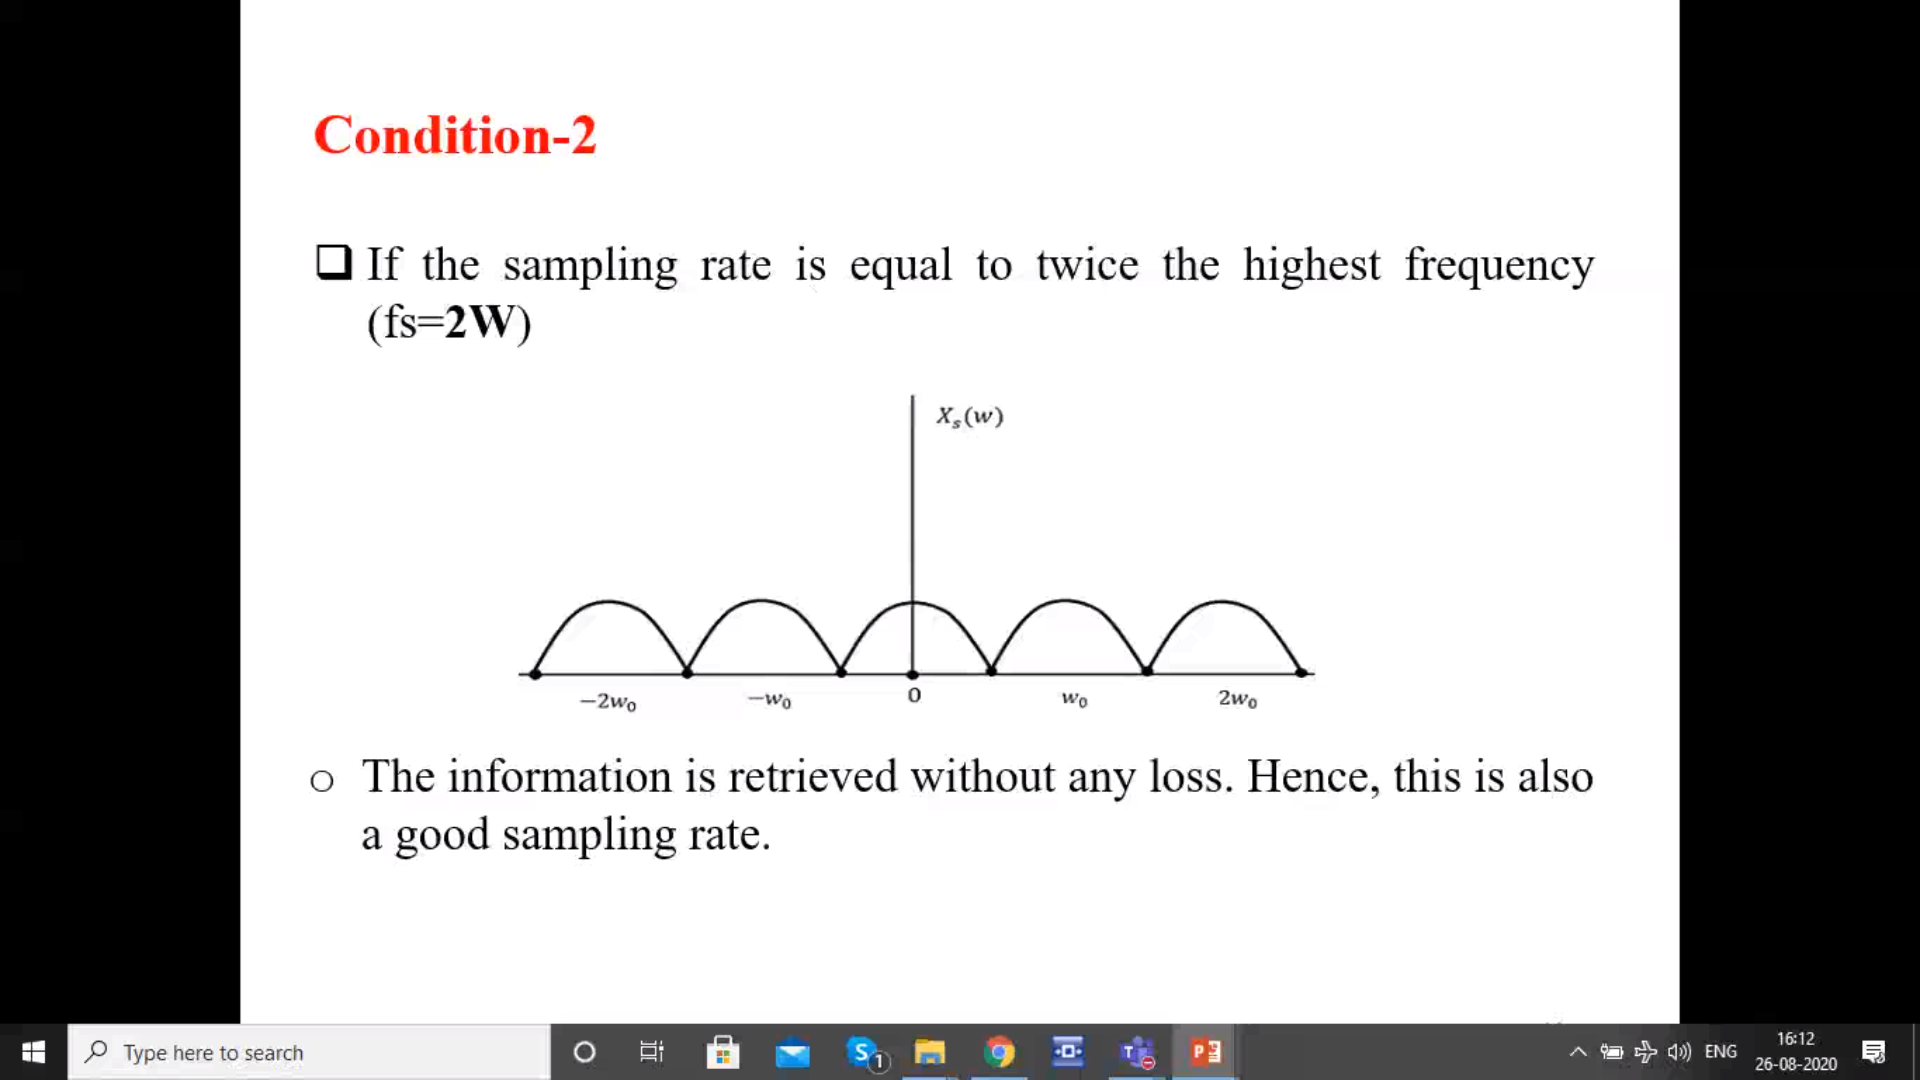 Condition-2
❑ If the sampling rate is equal to twice the highest frequency
(fs=2W)
Xₛ(w)
−2w₀ −w₀ 0 w₀ 2w₀
o The information is retrieved without any loss. Hence, this is also
a good sampling rate.
Type here to search
S 1
T
P
ENG
16:12
26-08-2020